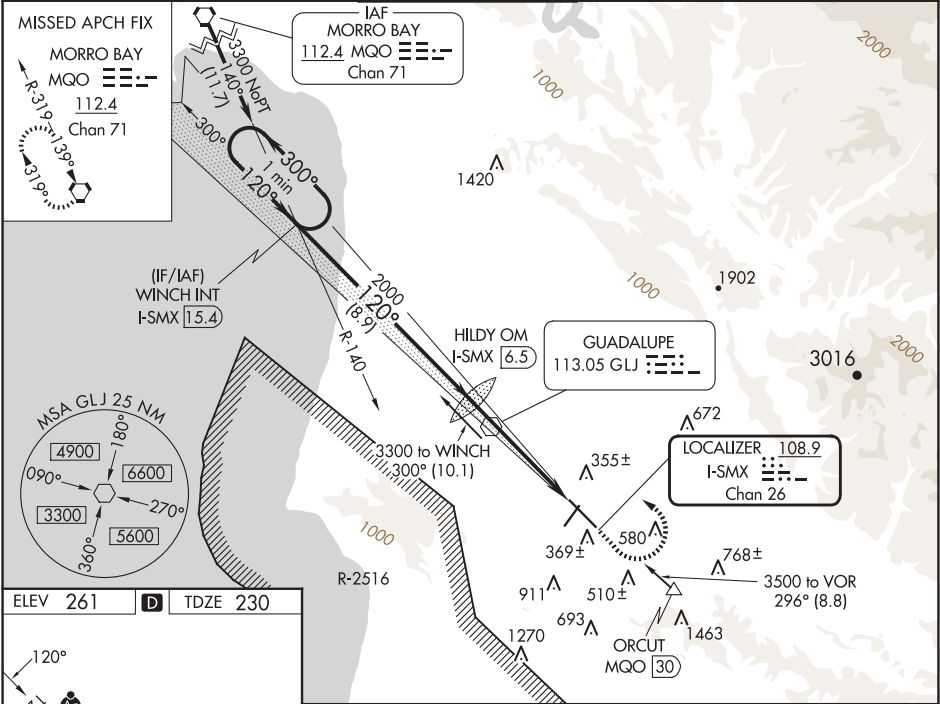 MISSED APCH FIX
MORRO BAY
MQO
112.4
Chan 71
R-319
139°
319°
IAF
MORRO BAY
112.4 MQO
Chan 71
3300 NoPT
140°
(11.7)
300°
300°
1 min
120°
1420
2000
1000
(IF/IAF)
WINCH INT
I-SMX 15.4
2000
120°
(8.9)
R-140
1000
1902
2000
3016
HILDY OM
I-SMX 6.5
GUADALUPE
113.05 GLJ
3300 to WINCH
300° (10.1)
672
LOCALIZER 108.9
I-SMX
Chan 26
355±
369±
580
768±
3500 to VOR
296° (8.8)
911
510±
693
1270
1463
ORCUT
MQO 30
1000
R-2516
MSA GLJ 25 NM
4900
180°
090°
6600
3300
270°
360°
5600
ELEV 261 D TDZE 230
120°